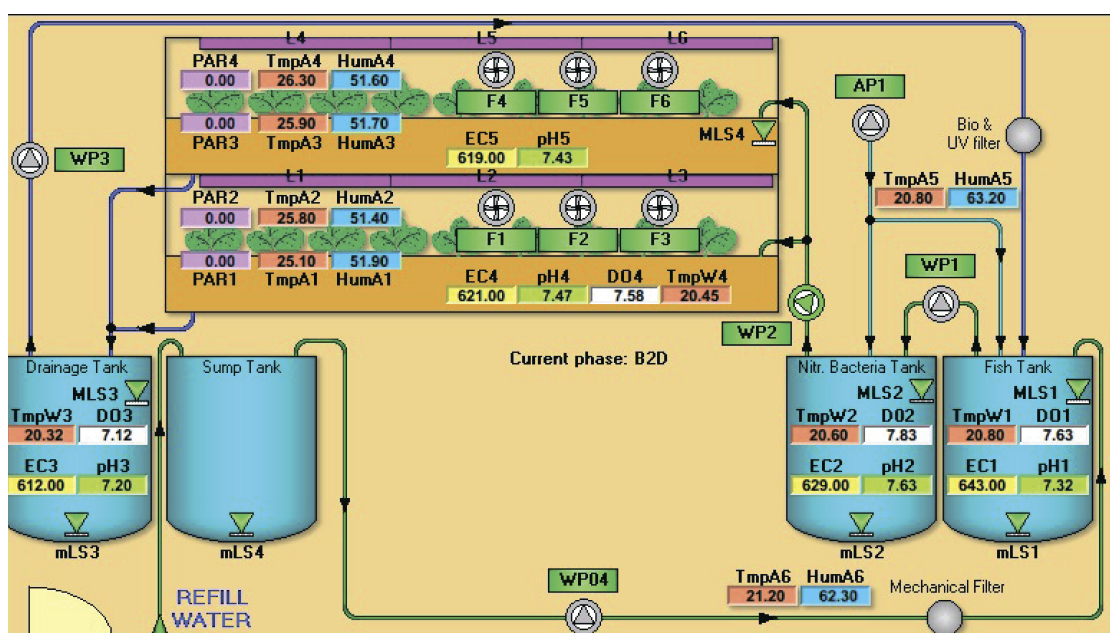 L4 L5 L6
PAR4 TmpA4 HumA4
0.00 26.30 51.60
F4 F5 F6
0.00 25.90 51.70
PAR3 TmpA3 HumA3
EC5 pH5
619.00 7.43
MLS4
L1 L2 L3
PAR2 TmpA2 HumA2
0.00 25.80 51.40
F1 F2 F3
0.00 25.10 51.90
PAR1 TmpA1 HumA1
EC4 pH4 DO4 TmpW4
621.00 7.47 7.58 20.45
WP3
AP1
Bio &
UV filter
TmpA5 HumA5
20.80 63.20
WP1
WP2
Current phase: B2D
Drainage Tank
MLS3
TmpW3 DO3
20.32 7.12
EC3 pH3
612.00 7.20
mLS3
Sump Tank
mLS4
Nitr. Bacteria Tank
MLS2
TmpW2 DO2
20.60 7.83
EC2 pH2
629.00 7.63
mLS2
Fish Tank
MLS1
TmpW1 DO1
20.80 7.63
EC1 pH1
643.00 7.32
mLS1
REFILL
WATER
WP04
TmpA6 HumA6
21.20 62.30
Mechanical Filter